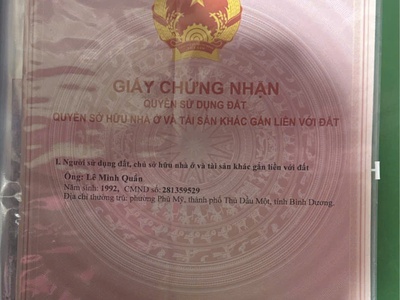 GIẤY CHỨNG NHẬN
QUYỀN SỬ DỤNG ĐẤT
QUYỀN SỞ HỮU NHÀ Ở VÀ TÀI SẢN KHÁC GẮN LIỀN VỚI ĐẤT
I. Người sử dụng đất, chủ sở hữu nhà ở và tài sản khác gắn liền với đất
Ông: Lê Minh Quân
Năm sinh: 1992, CMND số: 281359529
Địa chỉ thường trú: phường Phú Mỹ, thành phố Thủ Dầu Một, tỉnh Bình Dương.